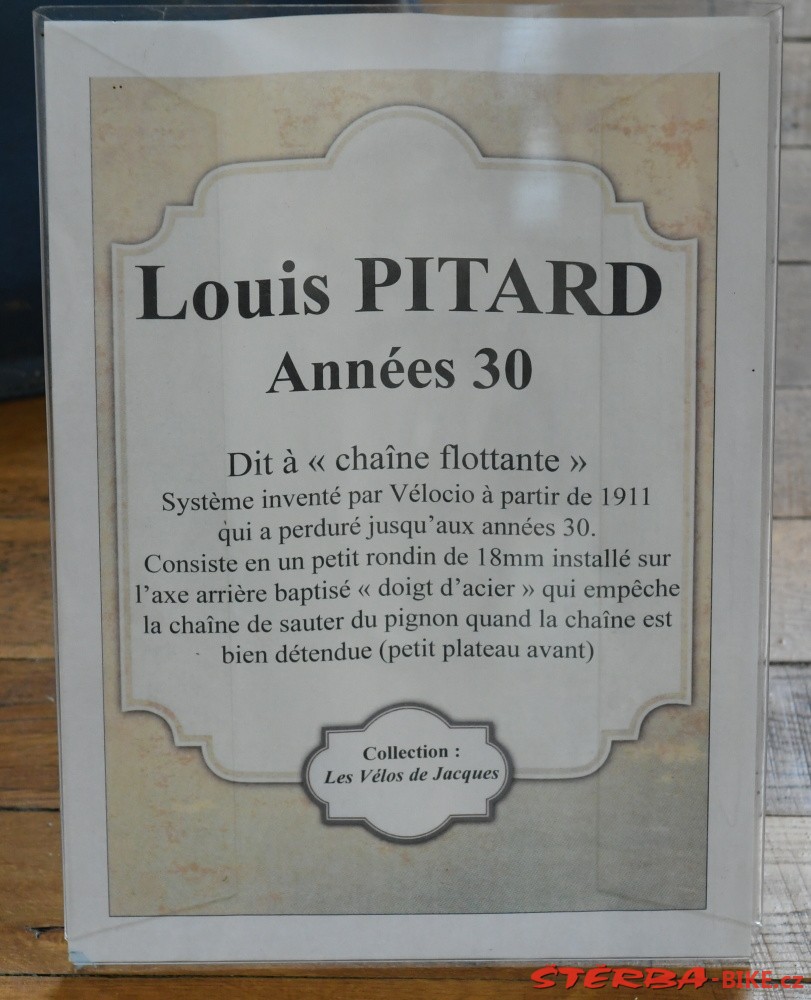 Louis PITARD
Années 30
Dit à « chaîne flottante »
Système inventé par Vélocio à partir de 1911
qui a perduré jusqu'aux années 30.
Consiste en un petit rondin de 18mm installé sur
l'axe arrière baptisé « doigt d'acier » qui empêche
la chaîne de sauter du pignon quand la chaîne est
bien détendue (petit plateau avant)
Collection :
Les Vélos de Jacques
STERBA-BIKE.cz